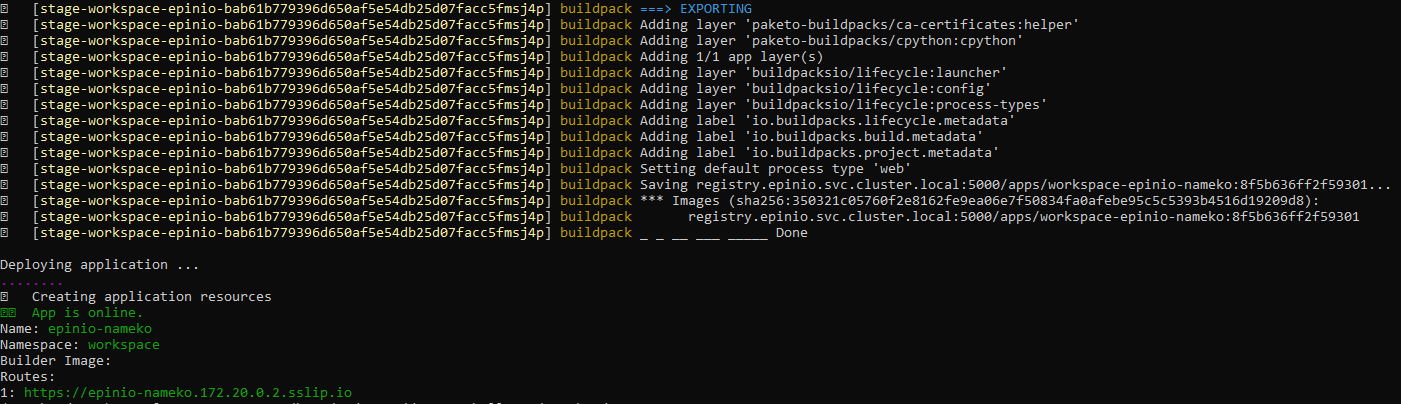 [stage-workspace-epinio-bab61b779396d650af5e54db25d07facc5fmsj4p] buildpack ===> EXPORTING
[stage-workspace-epinio-bab61b779396d650af5e54db25d07facc5fmsj4p] buildpack Adding layer 'paketo-buildpacks/ca-certificates:helper'
[stage-workspace-epinio-bab61b779396d650af5e54db25d07facc5fmsj4p] buildpack Adding layer 'paketo-buildpacks/cpython:cpython'
[stage-workspace-epinio-bab61b779396d650af5e54db25d07facc5fmsj4p] buildpack Adding 1/1 app layer(s)
[stage-workspace-epinio-bab61b779396d650af5e54db25d07facc5fmsj4p] buildpack Adding layer 'buildpacksio/lifecycle:launcher'
[stage-workspace-epinio-bab61b779396d650af5e54db25d07facc5fmsj4p] buildpack Adding layer 'buildpacksio/lifecycle:config'
[stage-workspace-epinio-bab61b779396d650af5e54db25d07facc5fmsj4p] buildpack Adding layer 'buildpacksio/lifecycle:process-types'
[stage-workspace-epinio-bab61b779396d650af5e54db25d07facc5fmsj4p] buildpack Adding label 'io.buildpacks.lifecycle.metadata'
[stage-workspace-epinio-bab61b779396d650af5e54db25d07facc5fmsj4p] buildpack Adding label 'io.buildpacks.build.metadata'
[stage-workspace-epinio-bab61b779396d650af5e54db25d07facc5fmsj4p] buildpack Adding label 'io.buildpacks.project.metadata'
[stage-workspace-epinio-bab61b779396d650af5e54db25d07facc5fmsj4p] buildpack Setting default process type 'web'
[stage-workspace-epinio-bab61b779396d650af5e54db25d07facc5fmsj4p] buildpack Saving registry.epinio.svc.cluster.local:5000/apps/workspace-epinio-nameko:8f5b636ff2f59301...
[stage-workspace-epinio-bab61b779396d650af5e54db25d07facc5fmsj4p] buildpack *** Images (sha256:350321c05760f2e8162fe9ea06e7f50834fa0afebe95c5c5393b4516d19209d8):
[stage-workspace-epinio-bab61b779396d650af5e54db25d07facc5fmsj4p] buildpack       registry.epinio.svc.cluster.local:5000/apps/workspace-epinio-nameko:8f5b636ff2f59301
[stage-workspace-epinio-bab61b779396d650af5e54db25d07facc5fmsj4p] buildpack _ _ __ ___ _____ Done
Deploying application ...
........
Creating application resources
App is online.
Name: epinio-nameko
Namespace: workspace
Builder Image:
Routes:
1: https://epinio-nameko.172.20.0.2.sslip.io